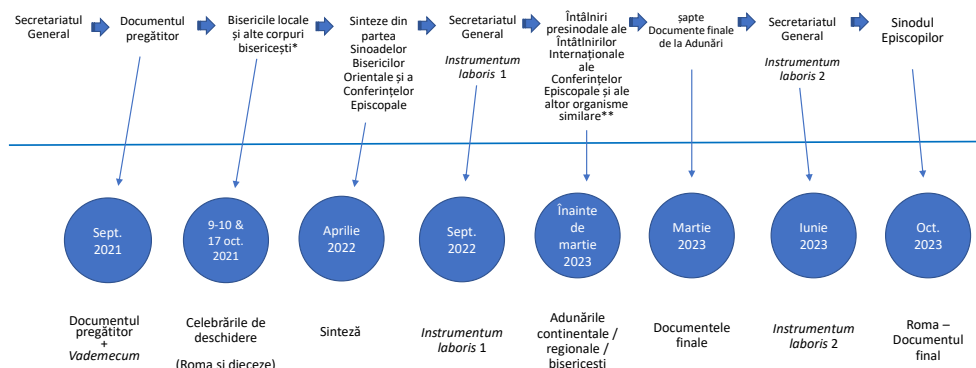 Secretariatul
General
Documentul
pregătitor
Bisericile locale
și alte corpuri
bisericești*
Sinteze din
partea
Sinoadelor
Bisericilor
Orientale și a
Conferințelor
Episcopale
Secretariatul
General
Instrumentum
laboris 1
Întâlniri
presinodale ale
Întâtlnirilor
Internaționale
ale
Conferințelor
Episcopale și ale
altor organisme
similare**
șapte
Documente finale
de la Adunări
Secretariatul
General
Instrumentum
laboris 2
Sinodul
Episcopilor
Sept.
2021
9-10 &
17 oct.
2021
Aprilie
2022
Sept.
2022
Înainte
de
martie
2023
Martie
2023
Iunie
2023
Oct.
2023
Documentul
pregătitor
+
Vademecum
Celebrările de
deschidere
(Roma și dieceze)
Sinteză
Instrumentum
laboris 1
Adunările
continentale /
regionale /
bisericești
Documentele
finale
Instrumentum
laboris 2
Roma –
Documentul
final